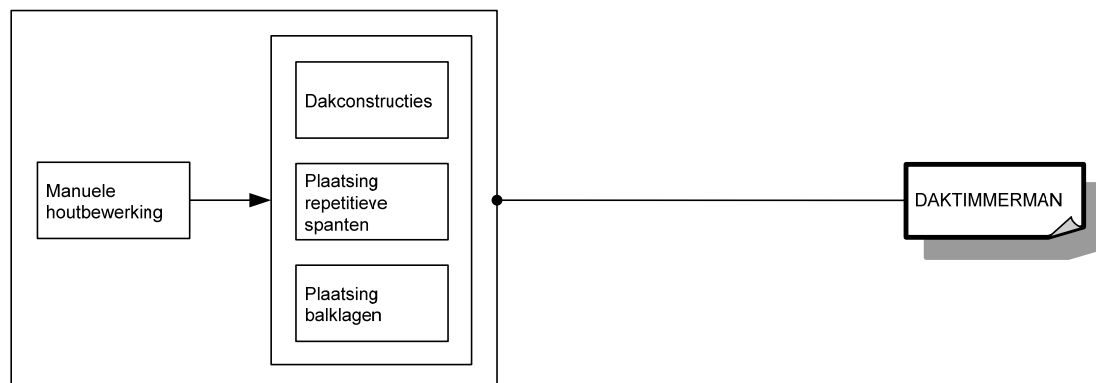 Manuele
houtbewerking
Dakconstructies
Plaatsing
repetitieve
spanten
Plaatsing
balklagen
DAKTIMMERMAN